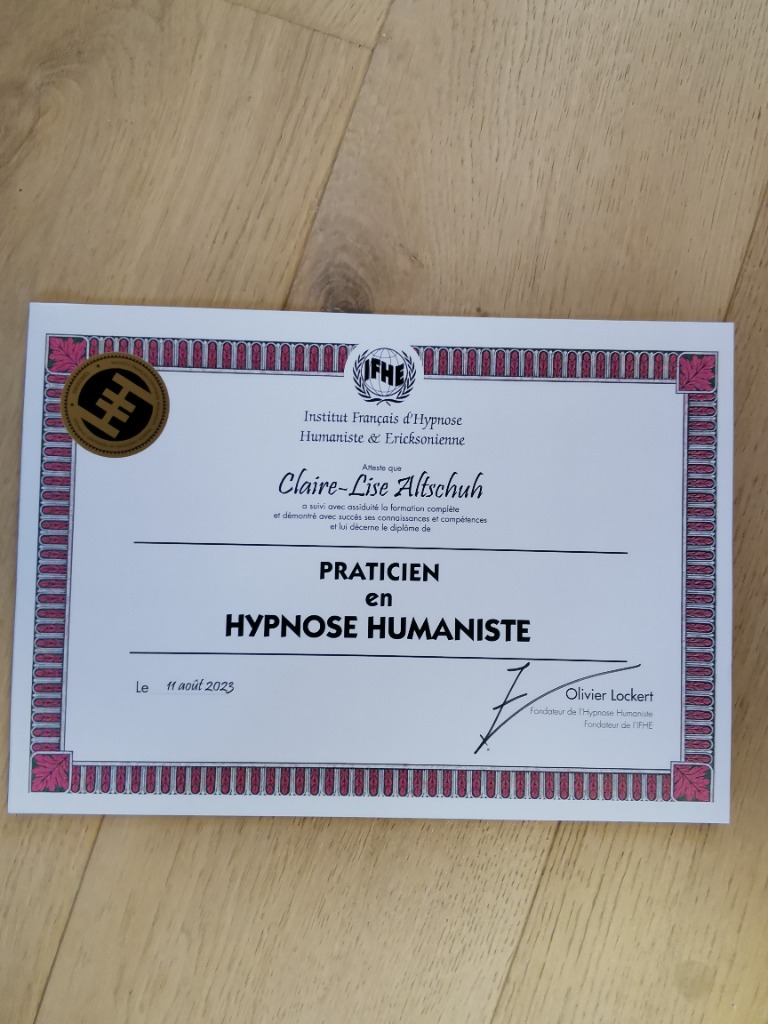 IFHE
Institut Français d'Hypnose
Humaniste & Ericksonienne
Atteste que
Claire-Lise Altschuh
a suivi avec assiduité la formation complète
et démontré avec succès ses connaissances et compétences
et lui décerne le diplôme de
PRATICIEN
en
HYPNOSE HUMANISTE
Le 11 août 2023
Olivier Lockert
Fondateur de l'Hypnose Humaniste
Fondateur de l'IFHE